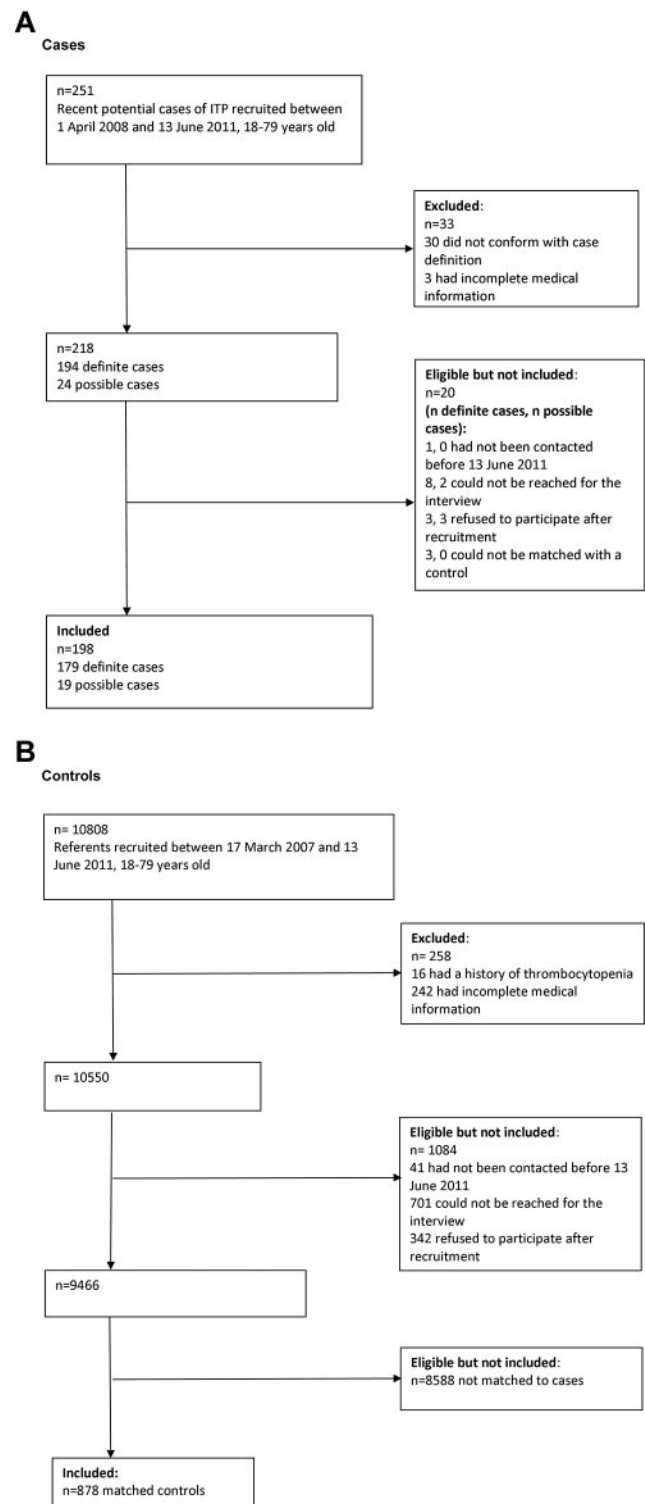 A
Cases
n=251
Recent potential cases of ITP recruited between
1 April 2008 and 13 June 2011, 18-79 years old
Excluded:
n=33
30 did not conform with case
definition
3 had incomplete medical
information
n=218
194 definite cases
24 possible cases
Eligible but not included:
n=20
(n definite cases, n possible
cases):
1, 0 had not been contacted
before 13 June 2011
8, 2 could not be reached for the
interview
3, 3 refused to participate after
recruitment
3, 0 could not be matched with a
control
Included
n=198
179 definite cases
19 possible cases
B
Controls
n= 10808
Referents recruited between 17 March 2007 and 13
June 2011, 18-79 years old
Excluded:
n= 258
16 had a history of thrombocytopenia
242 had incomplete medical
information
n= 10550
Eligible but not included:
n= 1084
41 had not been contacted before 13
June 2011
701 could not be reached for the
interview
342 refused to participate after
recruitment
n=9466
Eligible but not included:
n=8588 not matched to cases
Included:
n=878 matched controls